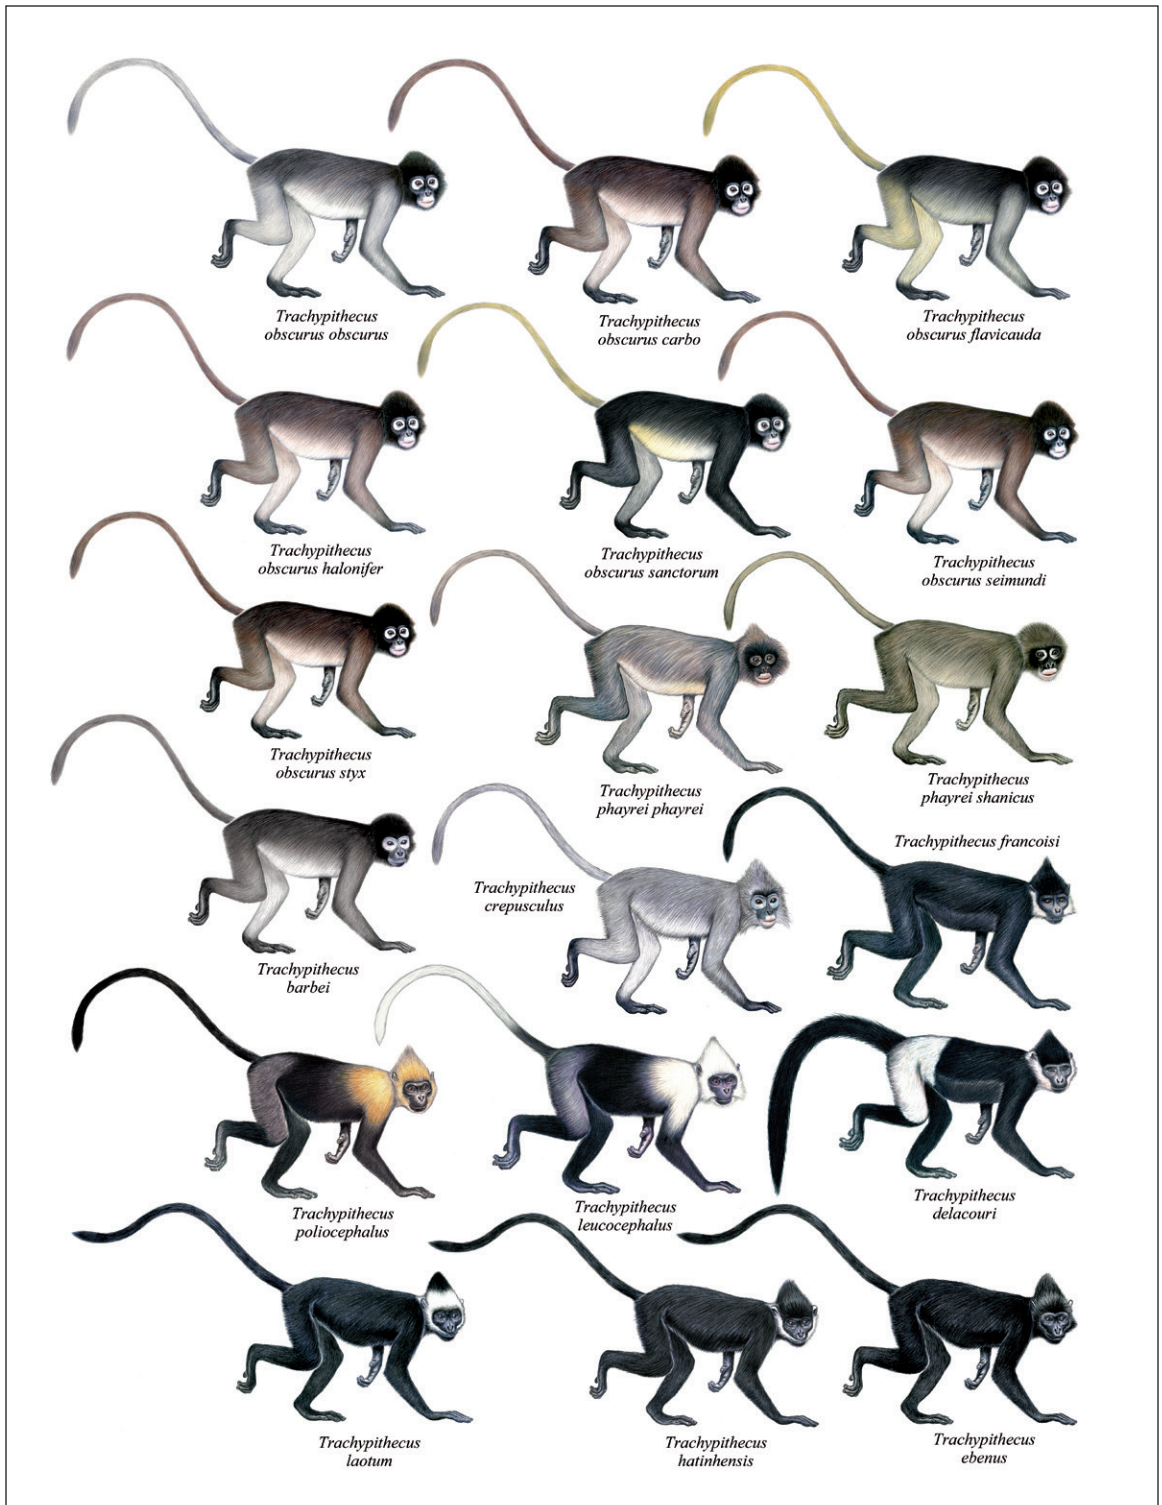 Trachypithecus
obscurus obscurus
Trachypithecus
obscurus carbo
Trachypithecus
obscurus flavicauda
Trachypithecus
obscurus halonifer
Trachypithecus
obscurus sanctorum
Trachypithecus
obscurus seimundi
Trachypithecus
obscurus styx
Trachypithecus
phayrei phayrei
Trachypithecus
phayrei shanicus
Trachypithecus
barbei
Trachypithecus
crepusculus
Trachypithecus francoisi
Trachypithecus
poliocephalus
Trachypithecus
leucocephalus
Trachypithecus
delacouri
Trachypithecus
laotum
Trachypithecus
hatinhensis
Trachypithecus
ebenus